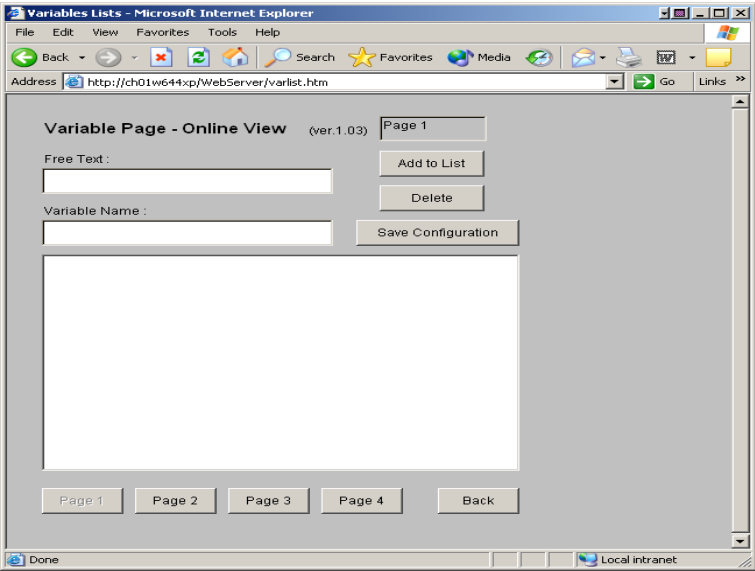 Variables Lists - Microsoft Internet Explorer
File Edit View Favorites Tools Help
Back Search Favorites Media
Address http://ch01w644xp/WebServer/varlist.htm Go Links »
Variable Page - Online View (ver.1.03) Page 1
Free Text :
Add to List
Delete
Variable Name :
Save Configuration
Page 1 Page 2 Page 3 Page 4 Back
Done Local intranet